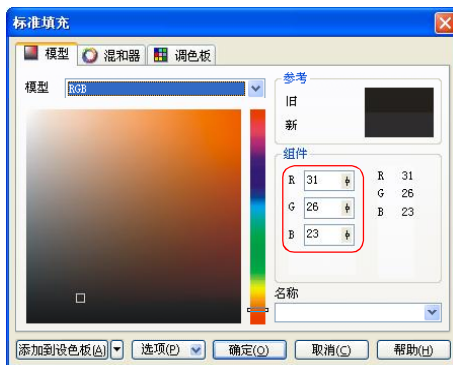 标准填充
模型 混和器 调色板
模型 RGB
参考
旧
新
组件
R 31 R 31
G 26 G 26
B 23 B 23
名称
添加到设色板(A) 选项(P) 确定(O) 取消(C) 帮助(H)